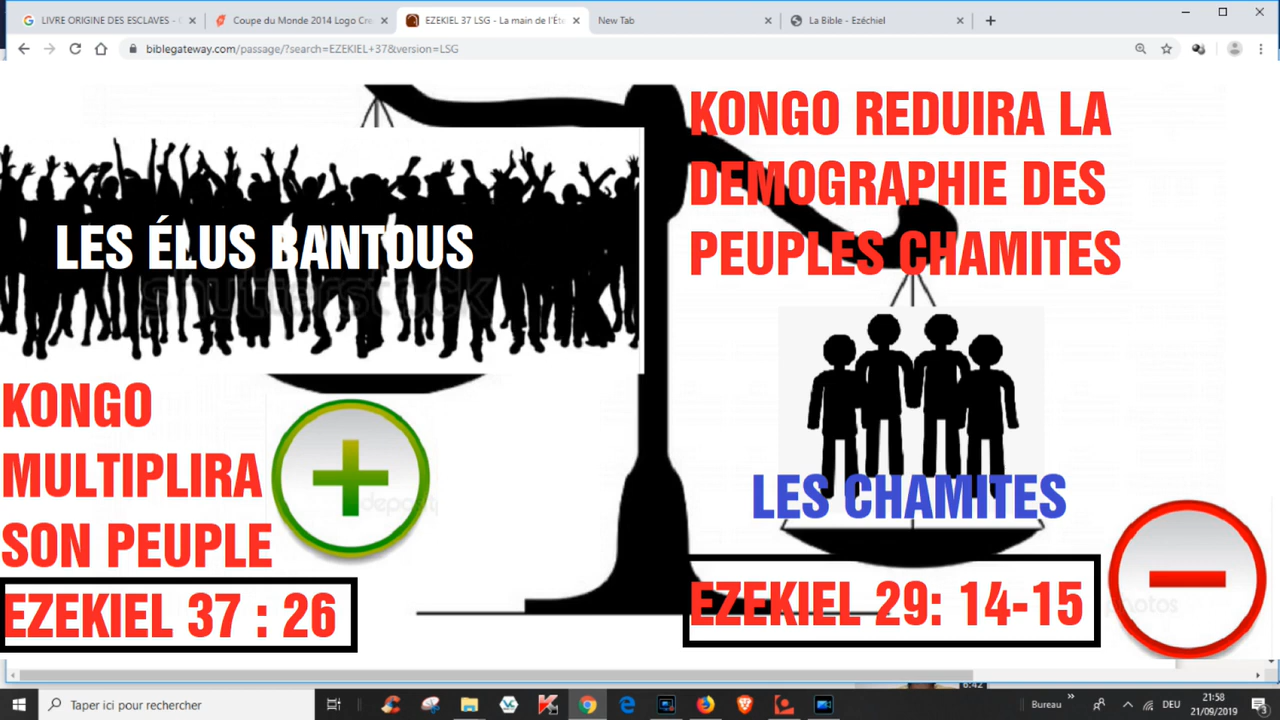 LIVRE ORIGINE DES ESCLAVES -
Coupe du Monde 2014 Logo Cre
EZEKIEL 37 LSG - La main de l'Éte
New Tab
La Bible - Ezéchiel
biblegateway.com/passage/?search=EZEKIEL+37&version=LSG
KONGO REDUIRA LA
DEMOGRAPHIE DES
PEUPLES CHAMITES
LES ÉLUS BANTOUS
shutterstock
KONGO
MULTIPLIRA
SON PEUPLE
EZEKIEL 37 : 26
LES CHAMITES
EZEKIEL 29: 14-15
Taper ici pour rechercher
Bureau
DEU
21:58
21/09/2019